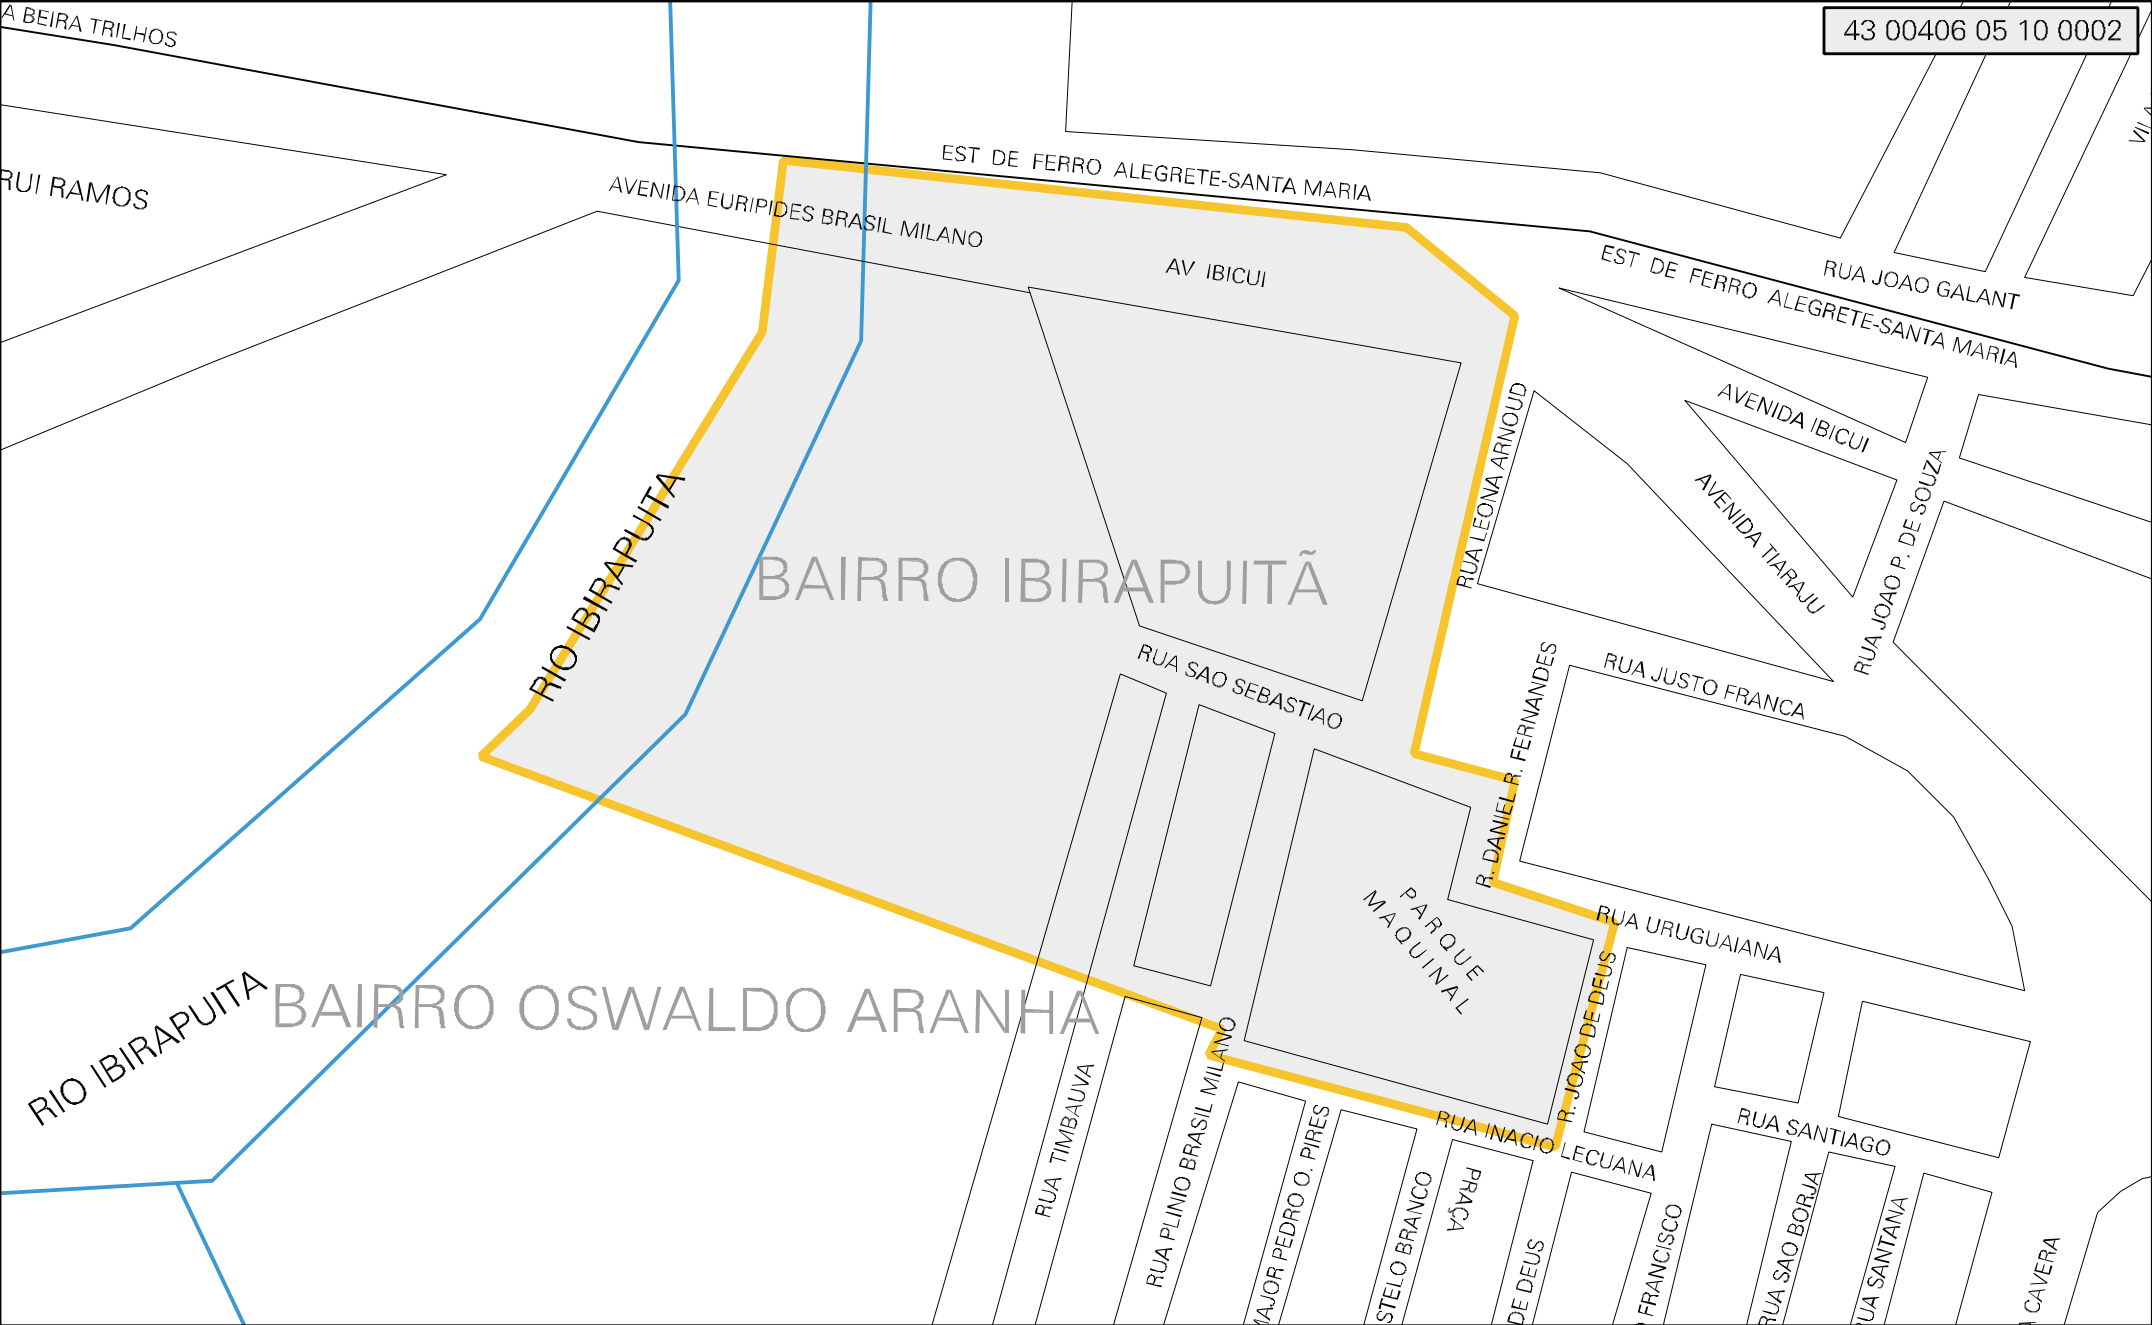 A BEIRA TRILHOS
43 00406 05 10 0002
RUI RAMOS
EST DE FERRO ALEGRETE-SANTA MARIA
AVENIDA EURIPIDES BRASIL MILANO
AV IBICUI
EST DE FERRO ALEGRETE-SANTA MARIA
RUA JOAO GALANT
AVENIDA IBICUI
AVENIDA TIARAJU
RUA JOAO P. DE SOUZA
RUA LEONA ARNOUD
RIO IBIRAPUITA
BAIRRO IBIRAPUITÃ
RUA SAO SEBASTIAO
RUA JUSTO FRANCA
R. DANIEL R. FERNANDES
PARQUE
MAQUINAL
RUA URUGUAIANA
R. JOAO DE DEUS
BAIRRO OSWALDO ARANHA
RIO IBIRAPUITA
RUA TIMBAUVA
RUA PLINIO BRASIL MILANO
MAJOR PEDRO O. PIRES
RUA INACIO LECUANA
RUA SANTIAGO
STELO BRANCO
PRAÇA
DE DEUS
FRANCISCO
RUA SAO BORJA
RUA SANTANA
CAVERA